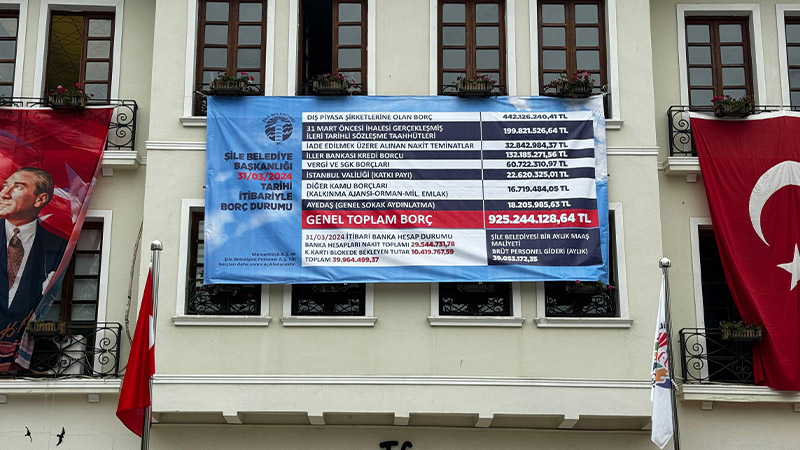 ŞİLE BELEDİYE
BAŞKANLIĞI
31/03/2024
TARİHİ
İTİBARİYLE
BORÇ DURUMU
DIŞ PİYASA ŞİRKETLERİNE OLAN BORÇ 442.126.240,41 TL
31 MART ÖNCESİ İHALESİ GERÇEKLEŞMİŞ
İLERİ TARİHLİ SÖZLEŞME TAAHHÜTLERİ 199.821.526,64 TL
İADE EDİLMEK ÜZERE ALINAN NAKİT TEMİNATLAR 32.842.984,37 TL
İLLER BANKASI KREDİ BORCU 132.185.271,56 TL
VERGİ VE SGK BORÇLARI 60.722.310,97 TL
İSTANBUL VALİLİĞİ (KATKI PAYI) 22.620.325,01 TL
DİĞER KAMU BORÇLARI
(KALKINMA AJANSI-ORMAN-MİL. EMLAK) 16.719.484,05 TL
AYEDAŞ (GENEL SOKAK AYDINLATMA) 18.205.985,63 TL
GENEL TOPLAM BORÇ 925.244.128,64 TL
31/03/2024 İTİBARI BANKA HESAP DURUMU
BANKA HESAPLARI NAKİT TOPLAMI 29.544.731,78
K.KARTI BLOKEDE BEKLEYEN TUTAR 10.419.767,59
TOPLAM 39.964.499,37
ŞİLE BELEDİYESİ BİR AYLIK MAAŞ
MALİYETİ
BRÜT PERSONEL GİDERİ (AYLIK)
39.053.172,35
T.C.